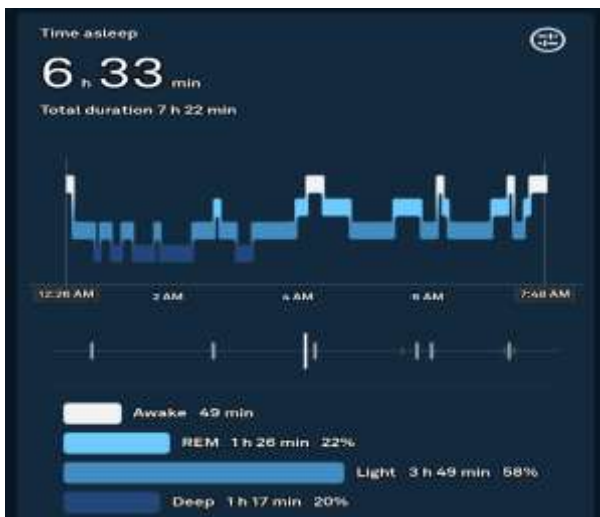 Time asleep
6 h 33 min
Total duration 7 h 22 min
12:26 AM 2 AM 4 AM 6 AM 7:48 AM
Awake 49 min
REM 1 h 26 min 22%
Light 3 h 49 min 58%
Deep 1 h 17 min 20%